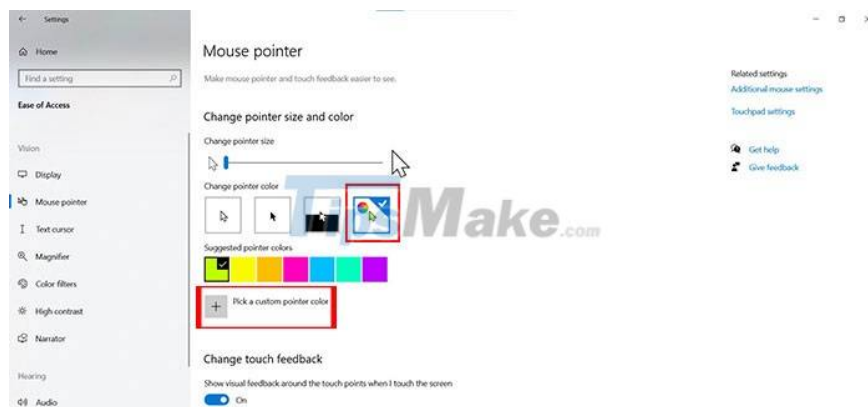 Settings
Home
Find a setting
Ease of Access
Vision
Display
Mouse pointer
Text cursor
Magnifier
Color filters
High contrast
Narrator
Hearing
Audio
Mouse pointer
Make mouse pointer and touch feedback easier to see.
Change pointer size and color
Change pointer size
Change pointer color
TipsMake.com
Suggested pointer colors
Pick a custom pointer color
Change touch feedback
Show visual feedback around the touch points when I touch the screen
On
Related settings
Additional mouse settings
Touchpad settings
Get help
Give feedback